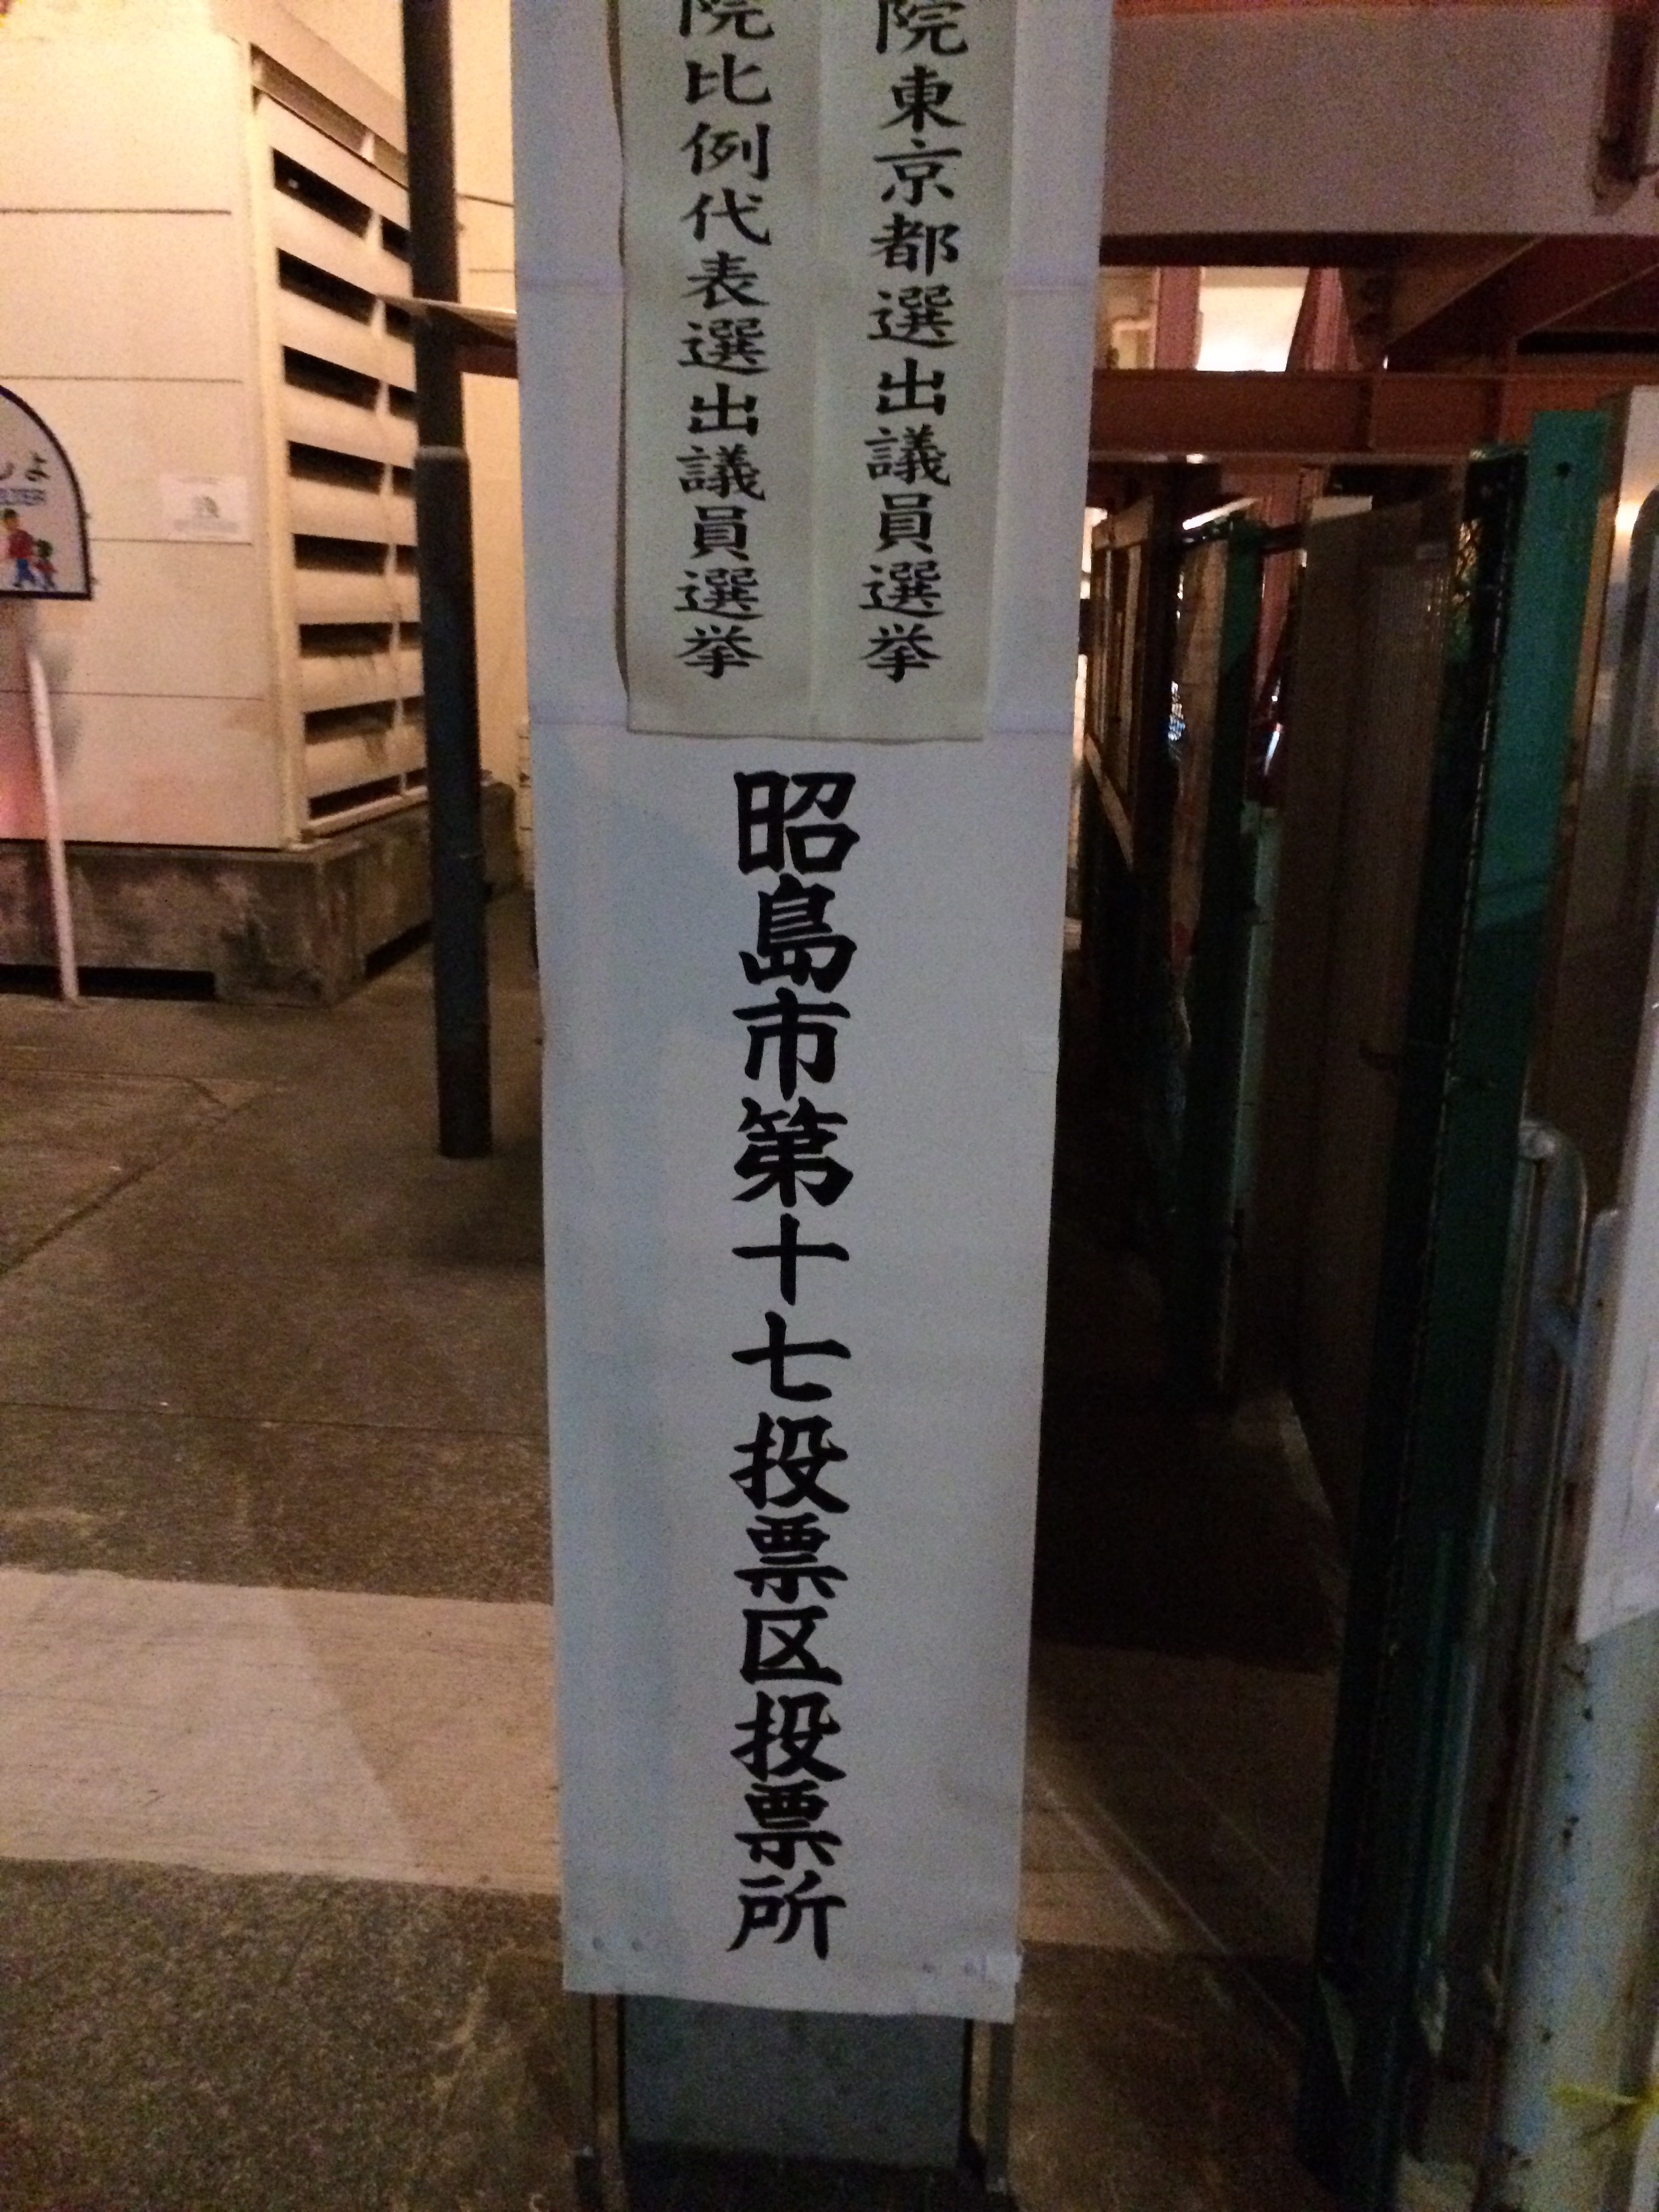 院東京都選出議員選挙
院比例代表選出議員選挙
昭島市第十七投票区投票所